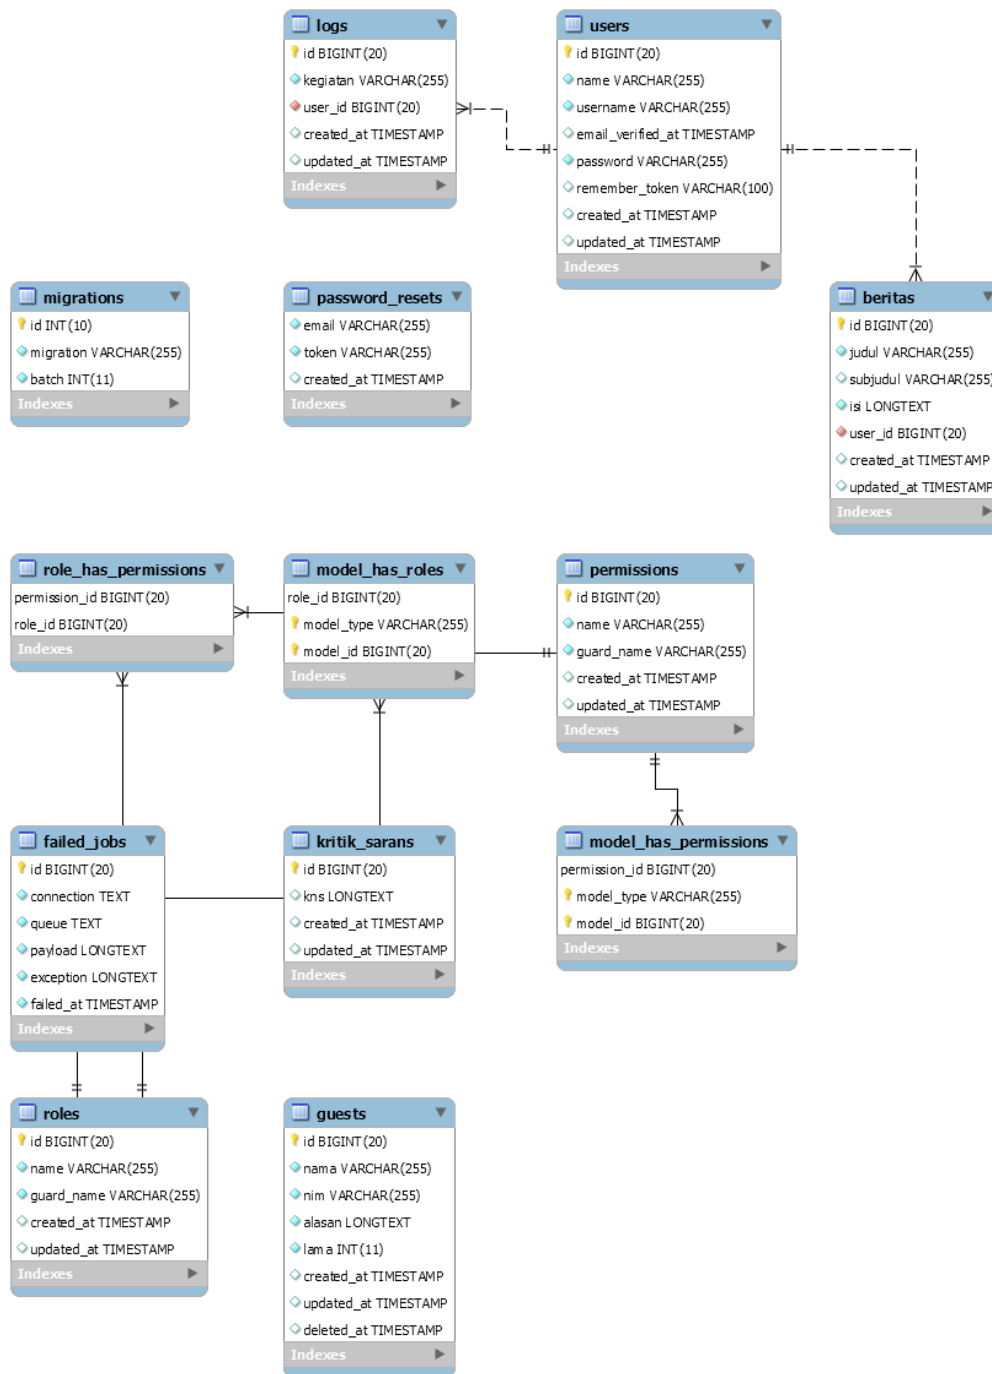 logs
id BIGINT(20)
kegiatan VARCHAR(255)
user_id BIGINT(20)
created_at TIMESTAMP
updated_at TIMESTAMP
Indexes
users
id BIGINT(20)
name VARCHAR(255)
username VARCHAR(255)
email_verified_at TIMESTAMP
password VARCHAR(255)
remember_token VARCHAR(100)
created_at TIMESTAMP
updated_at TIMESTAMP
Indexes
migrations
id INT(10)
migration VARCHAR(255)
batch INT(11)
Indexes
password_resets
email VARCHAR(255)
token VARCHAR(255)
created_at TIMESTAMP
Indexes
beritas
id BIGINT(20)
judul VARCHAR(255)
subjudul VARCHAR(255)
isi LONGTEXT
user_id BIGINT(20)
created_at TIMESTAMP
updated_at TIMESTAMP
Indexes
role_has_permissions
permission_id BIGINT(20)
role_id BIGINT(20)
Indexes
model_has_roles
role_id BIGINT(20)
model_type VARCHAR(255)
model_id BIGINT(20)
Indexes
permissions
id BIGINT(20)
name VARCHAR(255)
guard_name VARCHAR(255)
created_at TIMESTAMP
updated_at TIMESTAMP
Indexes
failed_jobs
id BIGINT(20)
connection TEXT
queue TEXT
payload LONGTEXT
exception LONGTEXT
failed_at TIMESTAMP
Indexes
kritik_sarans
id BIGINT(20)
kns LONGTEXT
created_at TIMESTAMP
updated_at TIMESTAMP
Indexes
model_has_permissions
permission_id BIGINT(20)
model_type VARCHAR(255)
model_id BIGINT(20)
Indexes
roles
id BIGINT(20)
name VARCHAR(255)
guard_name VARCHAR(255)
created_at TIMESTAMP
updated_at TIMESTAMP
Indexes
guests
id BIGINT(20)
nama VARCHAR(255)
nim VARCHAR(255)
alasan LONGTEXT
lama INT(11)
created_at TIMESTAMP
updated_at TIMESTAMP
deleted_at TIMESTAMP
Indexes